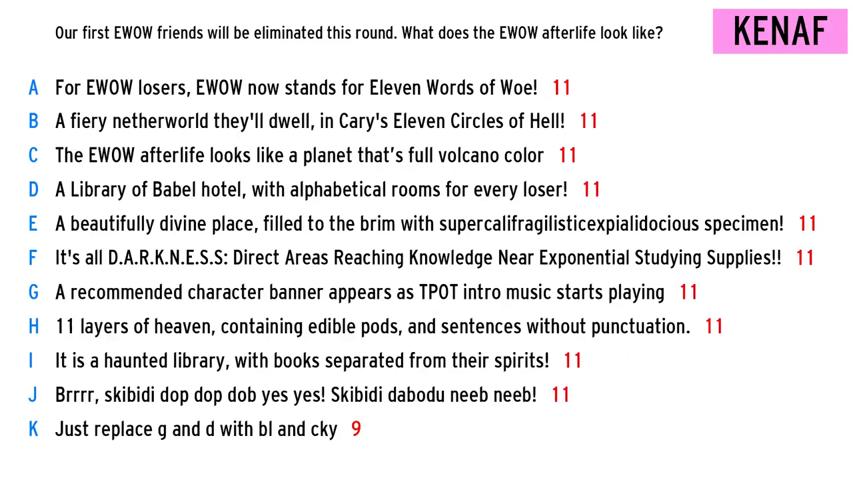 Our first EWOW friends will be eliminated this round. What does the EWOW afterlife look like?
KENAF
A For EWOW losers, EWOW now stands for Eleven Words of Woe! 11
B A fiery netherworld they'll dwell, in Cary's Eleven Circles of Hell! 11
C The EWOW afterlife looks like a planet that’s full volcano color 11
D A Library of Babel hotel, with alphabetical rooms for every loser! 11
E A beautifully divine place, filled to the brim with supercalifragilisticexpialidocious specimen! 11
F It's all D.A.R.K.N.E.S.S: Direct Areas Reaching Knowledge Near Exponential Studying Supplies!! 11
G A recommended character banner appears as TPOT intro music starts playing 11
H 11 layers of heaven, containing edible pods, and sentences without punctuation. 11
I It is a haunted library, with books separated from their spirits! 11
J Brrrr, skibidi dop dop dob yes yes! Skibidi dabodu neeb neeb! 11
K Just replace g and d with bl and cky 9